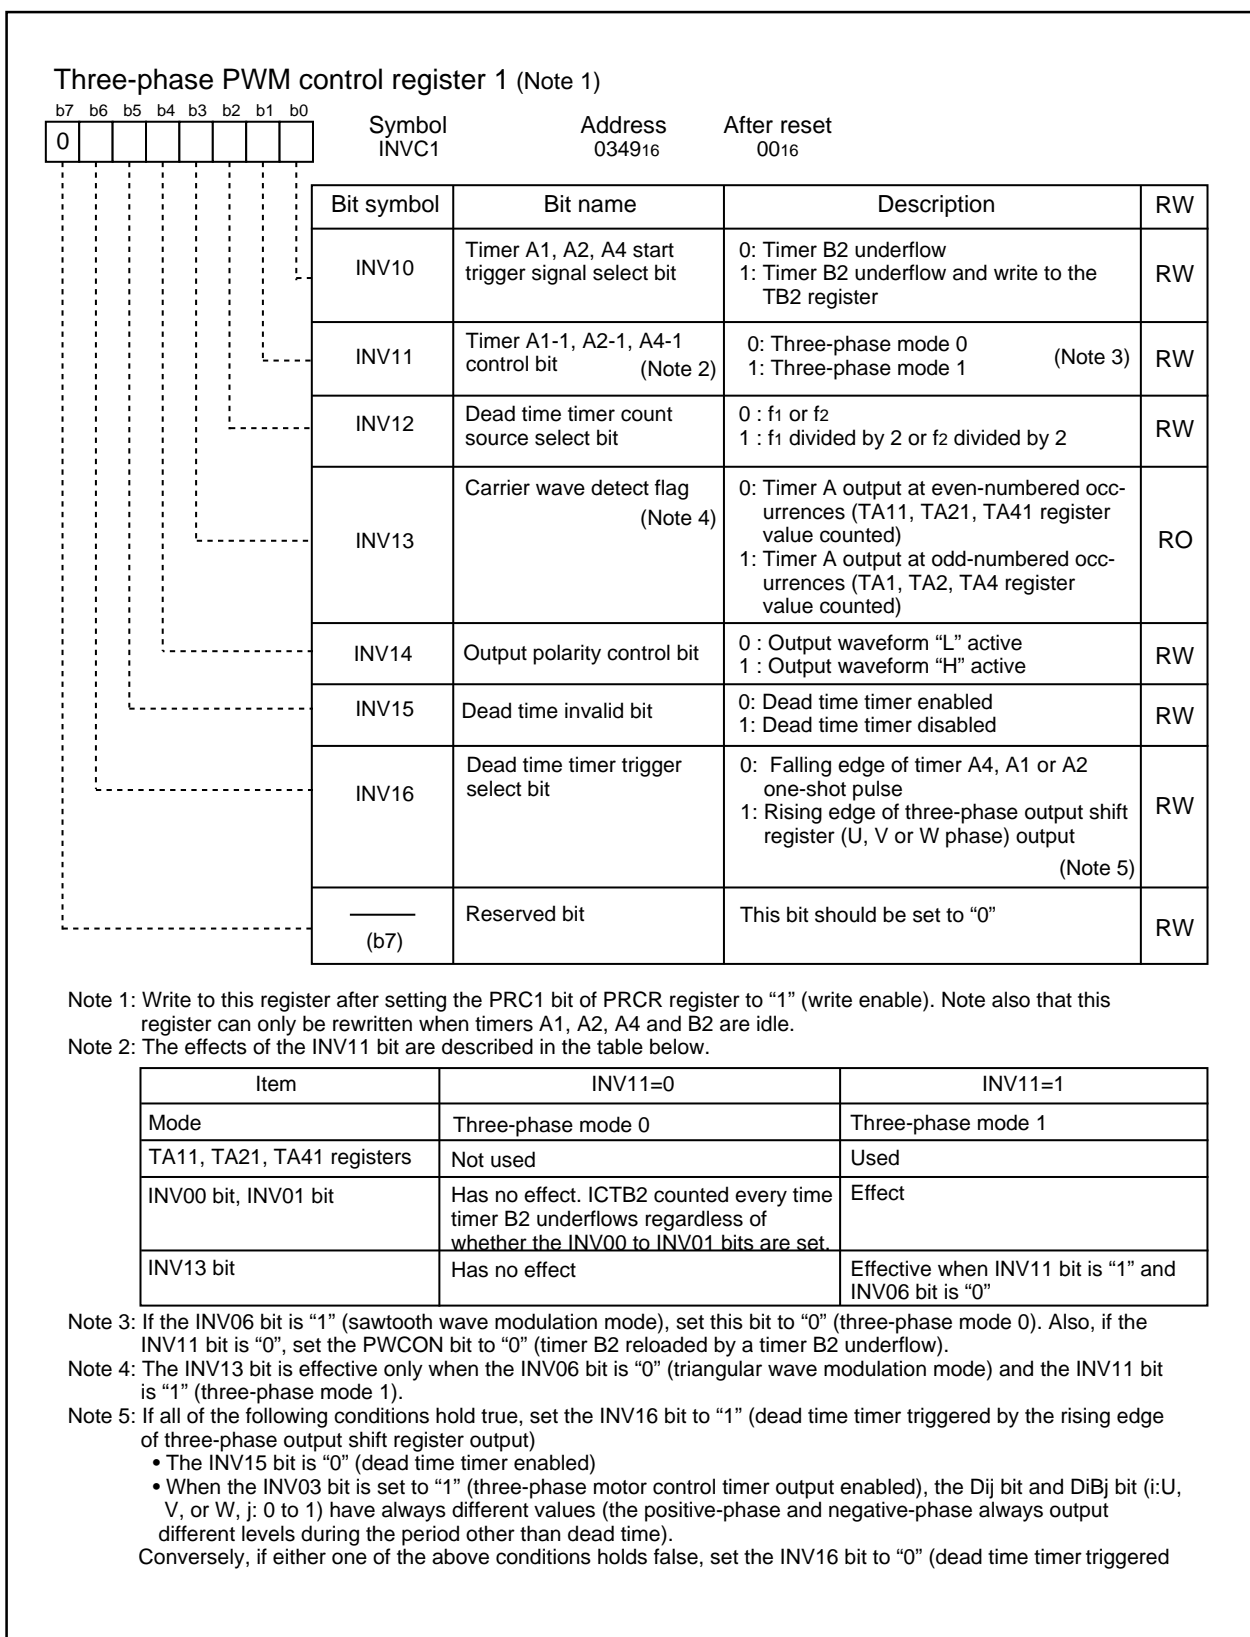 Three-phase PWM control register 1 (Note 1)
b7 b6 b5 b4 b3 b2 b1 b0
0
Symbol Address After reset
INVC1 034916 0016
Bit symbol Bit name Description RW
INV10
Timer A1, A2, A4 start
trigger signal select bit
0: Timer B2 underflow
1: Timer B2 underflow and write to the
TB2 register
RW
INV11
Timer A1-1, A2-1, A4-1
control bit (Note 2)
0: Three-phase mode 0
1: Three-phase mode 1
(Note 3)
RW
INV12
Dead time timer count
source select bit
0 : f1 or f2
1 : f1 divided by 2 or f2 divided by 2
RW
INV13
Carrier wave detect flag
(Note 4)
0: Timer A output at even-numbered occ-
urrences (TA11, TA21, TA41 register
value counted)
1: Timer A output at odd-numbered occ-
urrences (TA1, TA2, TA4 register
value counted)
RO
INV14
Output polarity control bit
0 : Output waveform “L” active
1 : Output waveform “H” active
RW
INV15
Dead time invalid bit
0: Dead time timer enabled
1: Dead time timer disabled
RW
INV16
Dead time timer trigger
select bit
0: Falling edge of timer A4, A1 or A2
one-shot pulse
1: Rising edge of three-phase output shift
register (U, V or W phase) output
(Note 5)
RW
(b7)
Reserved bit
This bit should be set to “0”
RW
Note 1: Write to this register after setting the PRC1 bit of PRCR register to “1” (write enable). Note also that this
register can only be rewritten when timers A1, A2, A4 and B2 are idle.
Note 2: The effects of the INV11 bit are described in the table below.
Item INV11=0 INV11=1
Mode Three-phase mode 0 Three-phase mode 1
TA11, TA21, TA41 registers Not used Used
INV00 bit, INV01 bit
Has no effect. ICTB2 counted every time
timer B2 underflows regardless of
whether the INV00 to INV01 bits are set.
Effect
INV13 bit
Has no effect
Effective when INV11 bit is “1” and
INV06 bit is “0”
Note 3: If the INV06 bit is “1” (sawtooth wave modulation mode), set this bit to “0” (three-phase mode 0). Also, if the
INV11 bit is “0”, set the PWCON bit to “0” (timer B2 reloaded by a timer B2 underflow).
Note 4: The INV13 bit is effective only when the INV06 bit is “0” (triangular wave modulation mode) and the INV11 bit
is “1” (three-phase mode 1).
Note 5: If all of the following conditions hold true, set the INV16 bit to “1” (dead time timer triggered by the rising edge
of three-phase output shift register output)
• The INV15 bit is “0” (dead time timer enabled)
• When the INV03 bit is set to “1” (three-phase motor control timer output enabled), the Dij bit and DiBj bit (i:U,
V, or W, j: 0 to 1) have always different values (the positive-phase and negative-phase always output
different levels during the period other than dead time).
Conversely, if either one of the above conditions holds false, set the INV16 bit to “0” (dead time timer triggered